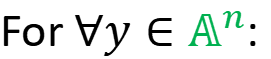 For ∀𝑦 ∈ 𝔸ⁿ: